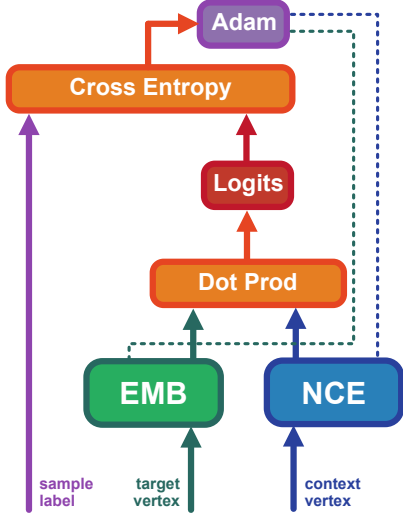 Adam
Cross Entropy
Logits
Dot Prod
EMB
NCE
sample
label
target
vertex
context
vertex